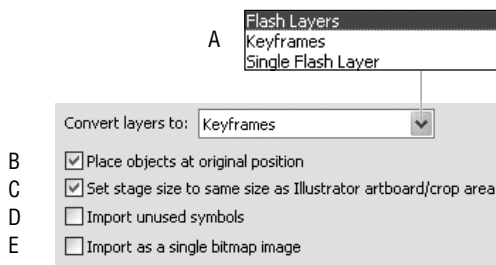 Flash Layers
A Keyframes
Single Flash Layer
Convert layers to: Keyframes
B Place objects at original position
C Set stage size to same size as Illustrator artboard/crop area
D Import unused symbols
E Import as a single bitmap image